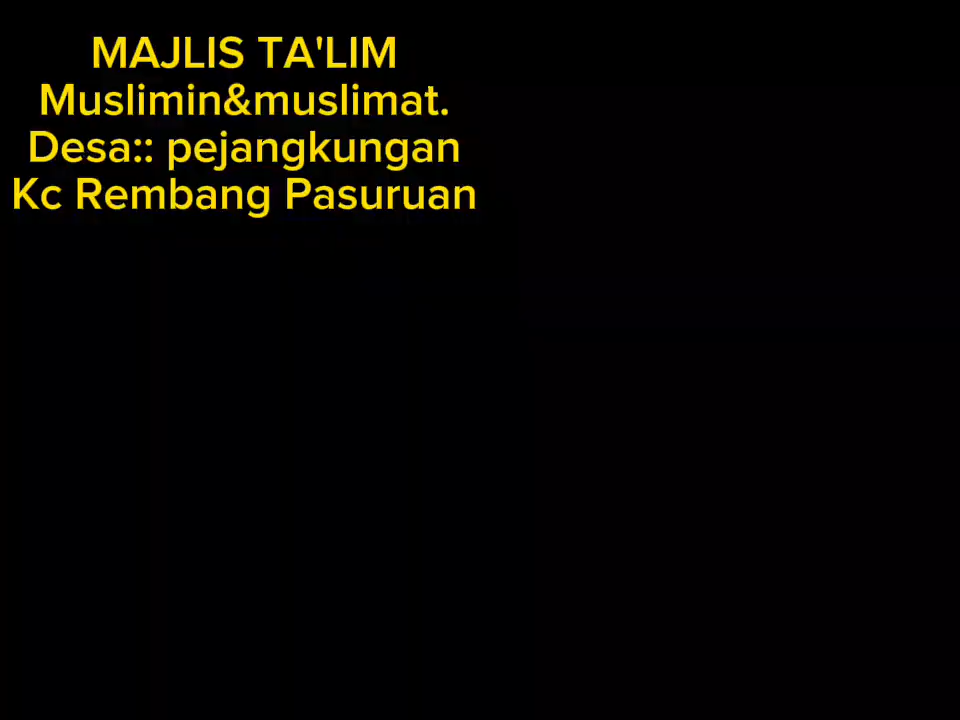 MAJLIS TA'LIM
Muslimin&muslimat.
Desa:: pejangkungan
Kc Rembang Pasuruan